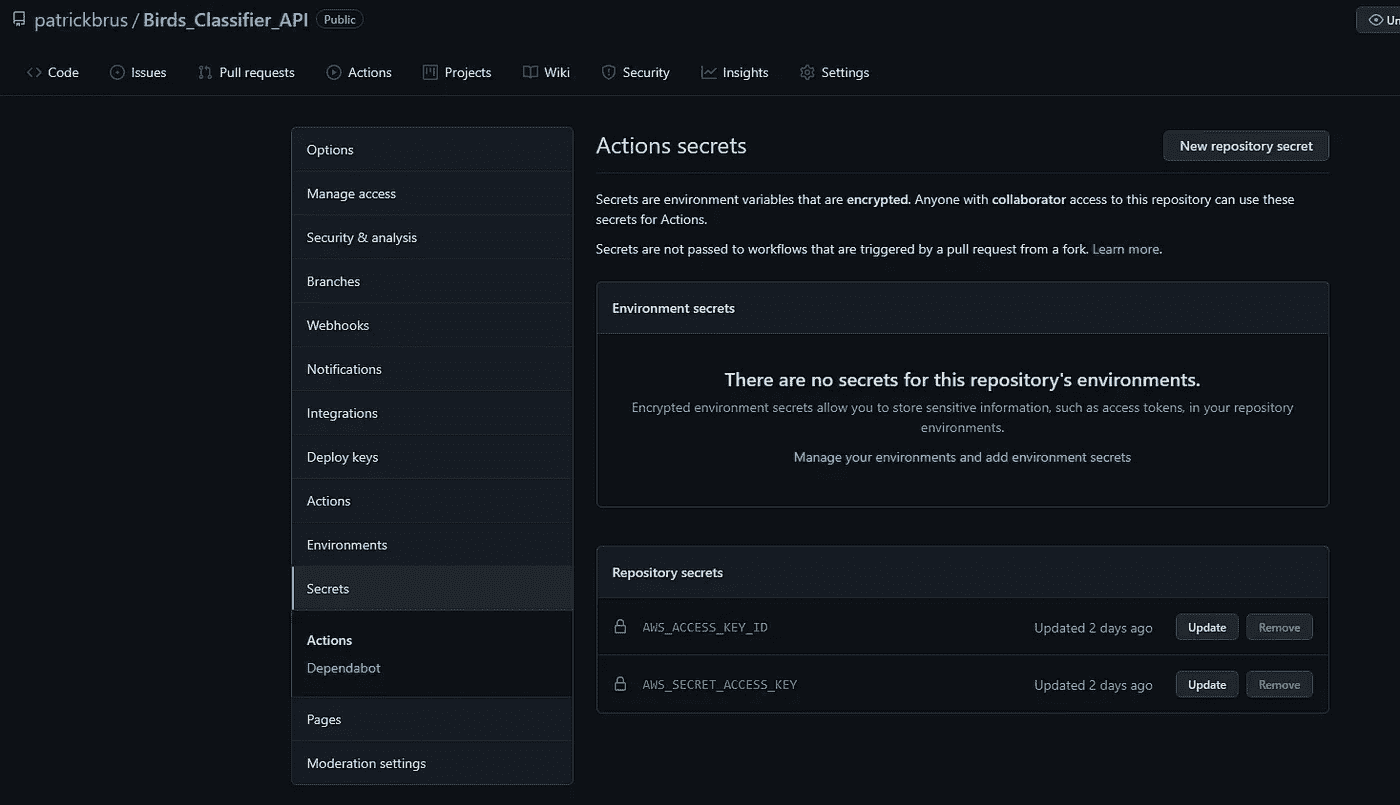 patrickbrus / Birds_Classifier_API Public
Un
Code Issues Pull requests Actions Projects Wiki Security Insights Settings
Options
Manage access
Security & analysis
Branches
Webhooks
Notifications
Integrations
Deploy keys
Actions
Environments
Secrets
Actions
Dependabot
Pages
Moderation settings
Actions secrets
New repository secret
Secrets are environment variables that are encrypted. Anyone with collaborator access to this repository can use these
secrets for Actions.
Secrets are not passed to workflows that are triggered by a pull request from a fork. Learn more.
Environment secrets
There are no secrets for this repository's environments.
Encrypted environment secrets allow you to store sensitive information, such as access tokens, in your repository
environments.
Manage your environments and add environment secrets
Repository secrets
AWS_ACCESS_KEY_ID Updated 2 days ago Update Remove
AWS_SECRET_ACCESS_KEY Updated 2 days ago Update Remove